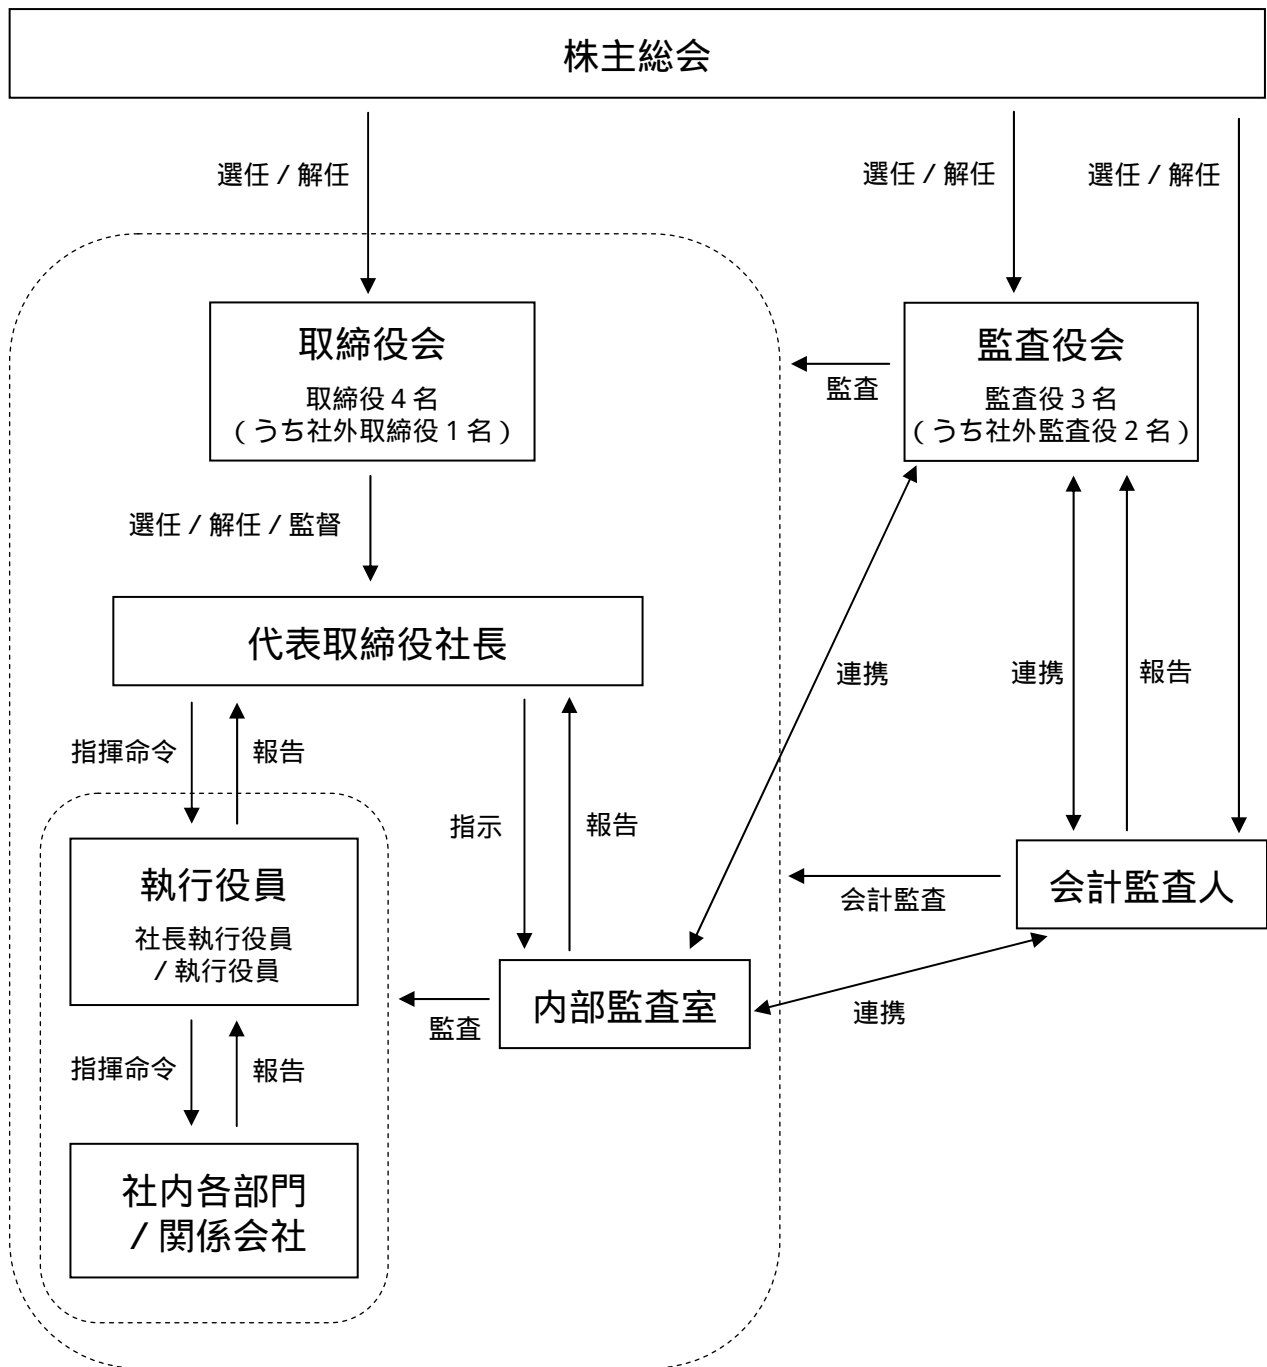 株主総会
選任 / 解任
選任 / 解任
選任 / 解任
取締役会
取締役4名
(うち社外取締役1名)
監査
監査役会
監査役3名
(うち社外監査役2名)
選任 / 解任 / 監督
代表取締役社長
連携
連携
報告
指揮命令
報告
指示
報告
執行役員
社長執行役員
/ 執行役員
会計監査
会計監査人
監査
内部監査室
連携
指揮命令
報告
社内各部門
/ 関係会社